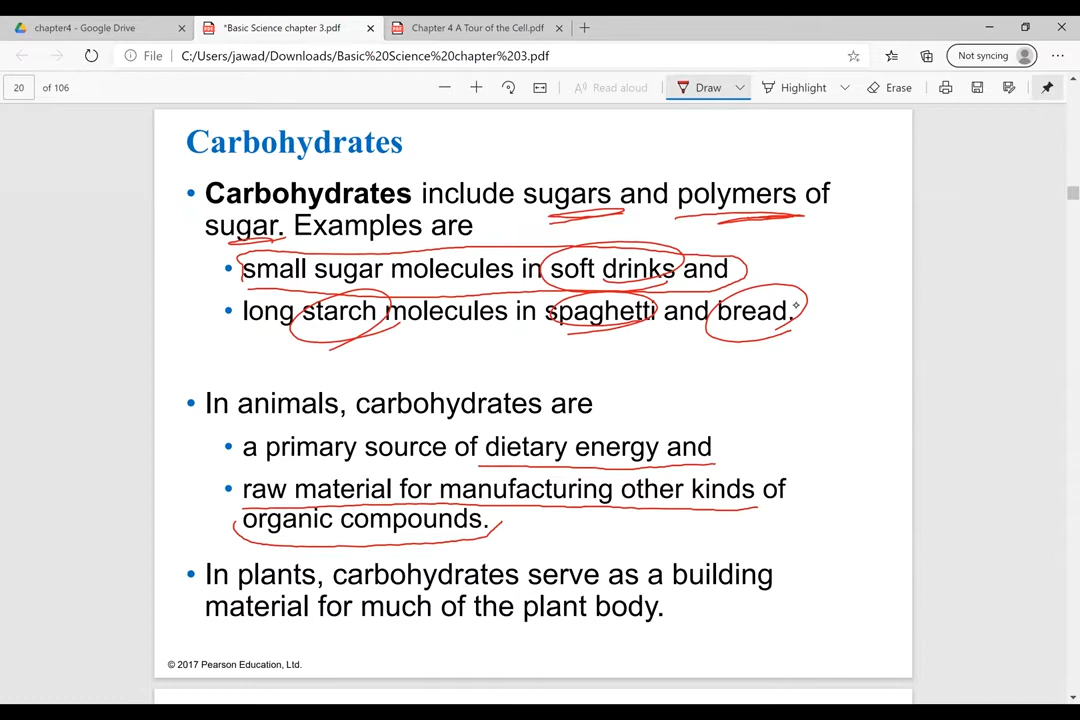 chapter4 - Google Drive
*Basic Science chapter 3.pdf
Chapter 4 A Tour of the Cell.pdf
File
C:/Users/jawad/Downloads/Basic%20Science%20chapter%203.pdf
Not syncing
20 of 106
Read aloud
Draw
Highlight
Erase
Carbohydrates
• Carbohydrates include sugars and polymers of
sugar. Examples are
• small sugar molecules in soft drinks and
• long starch molecules in spaghetti and bread.
• In animals, carbohydrates are
• a primary source of dietary energy and
• raw material for manufacturing other kinds of
organic compounds.
• In plants, carbohydrates serve as a building
material for much of the plant body.
© 2017 Pearson Education, Ltd.